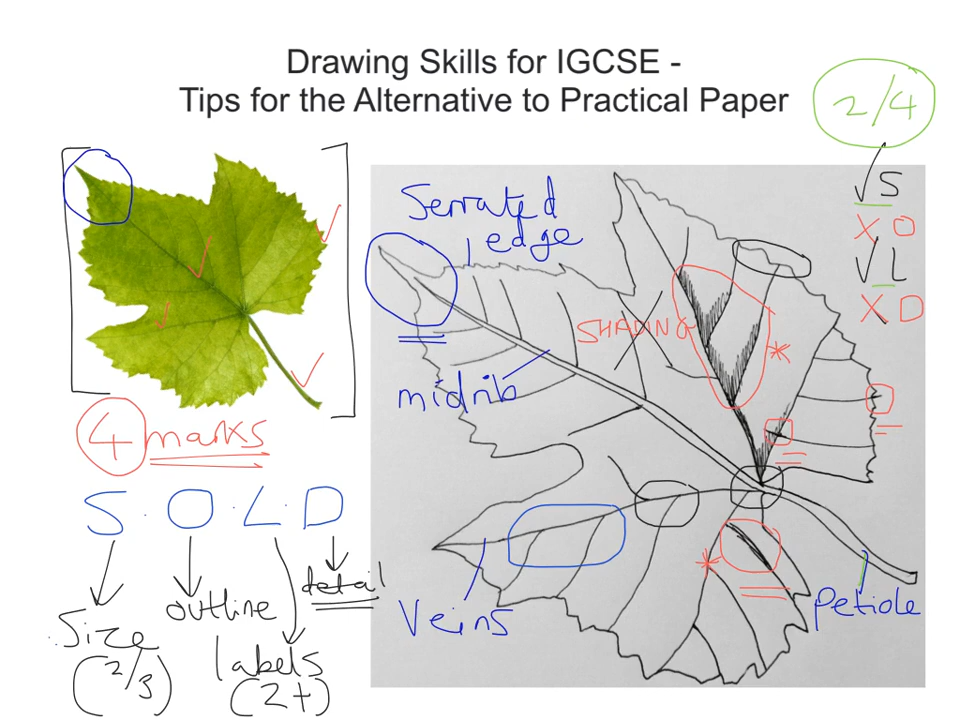 Drawing Skills for IGCSE -
Tips for the Alternative to Practical Paper
2/4
✓S
X O
✓L
X D
Serrated
edge
SHADING
*
midrib
4 marks
S. O. L. D
detail
outline
Size
(2/3)
labels
(2+)
*
Veins
Petiole